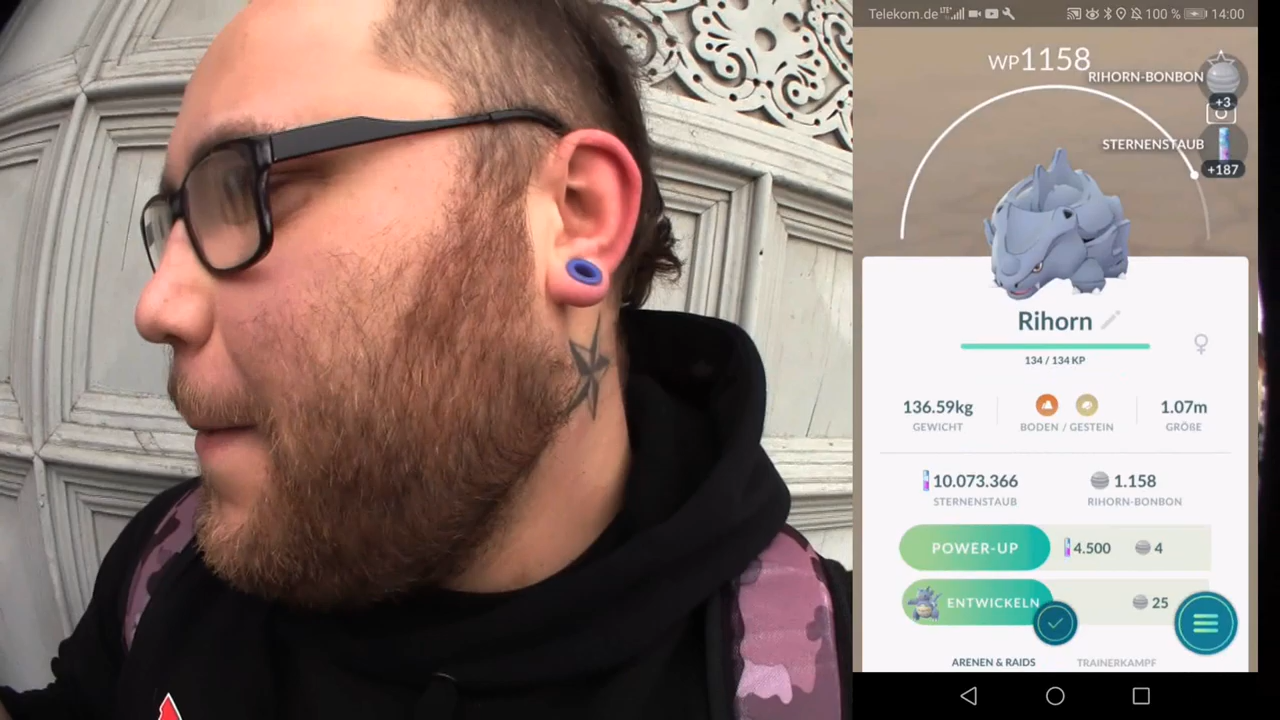 Telekom.de 100 % 14:00
WP1158
RIHORN-BONBON
+3
STERNENSTAUB
+187
Rihorn
134 / 134 KP
136.59kg
GEWICHT
BODEN / GESTEIN
1.07m
GRÖßE
10.073.366
STERNENSTAUB
1.158
RIHORN-BONBON
POWER-UP 4.500 4
ENTWICKELN 25
ARENEN & RAIDS TRAINERKAMPF